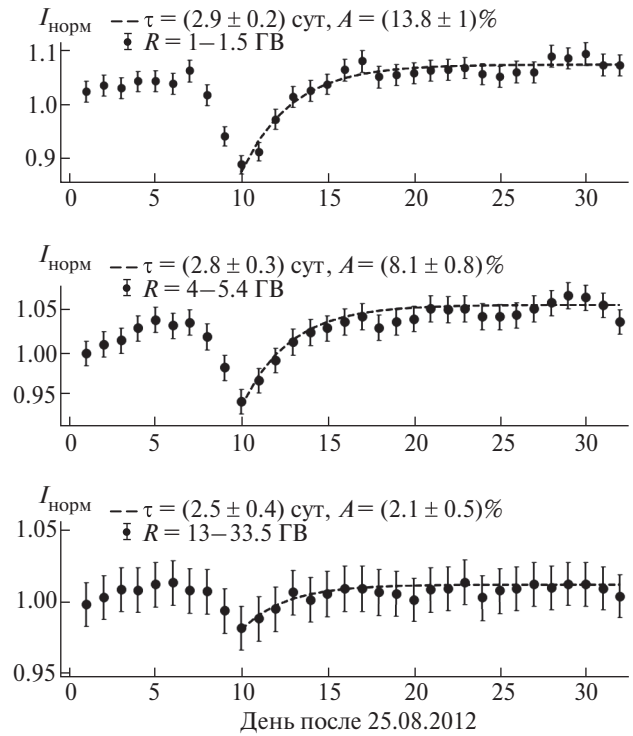 Iнорм
τ = (2.9 ± 0.2) сут, A = (13.8 ± 1)%
R = 1–1.5 ГВ
1.10
1.0
0.9
0 5 10 15 20 25 30
Iнорм
τ = (2.8 ± 0.3) сут, A = (8.1 ± 0.8)%
R = 4–5.4 ГВ
1.05
1.00
0.95
0 5 10 15 20 25 30
Iнорм
τ = (2.5 ± 0.4) сут, A = (2.1 ± 0.5)%
R = 13–33.5 ГВ
1.05
1.00
0.95
0 5 10 15 20 25 30
День после 25.08.2012